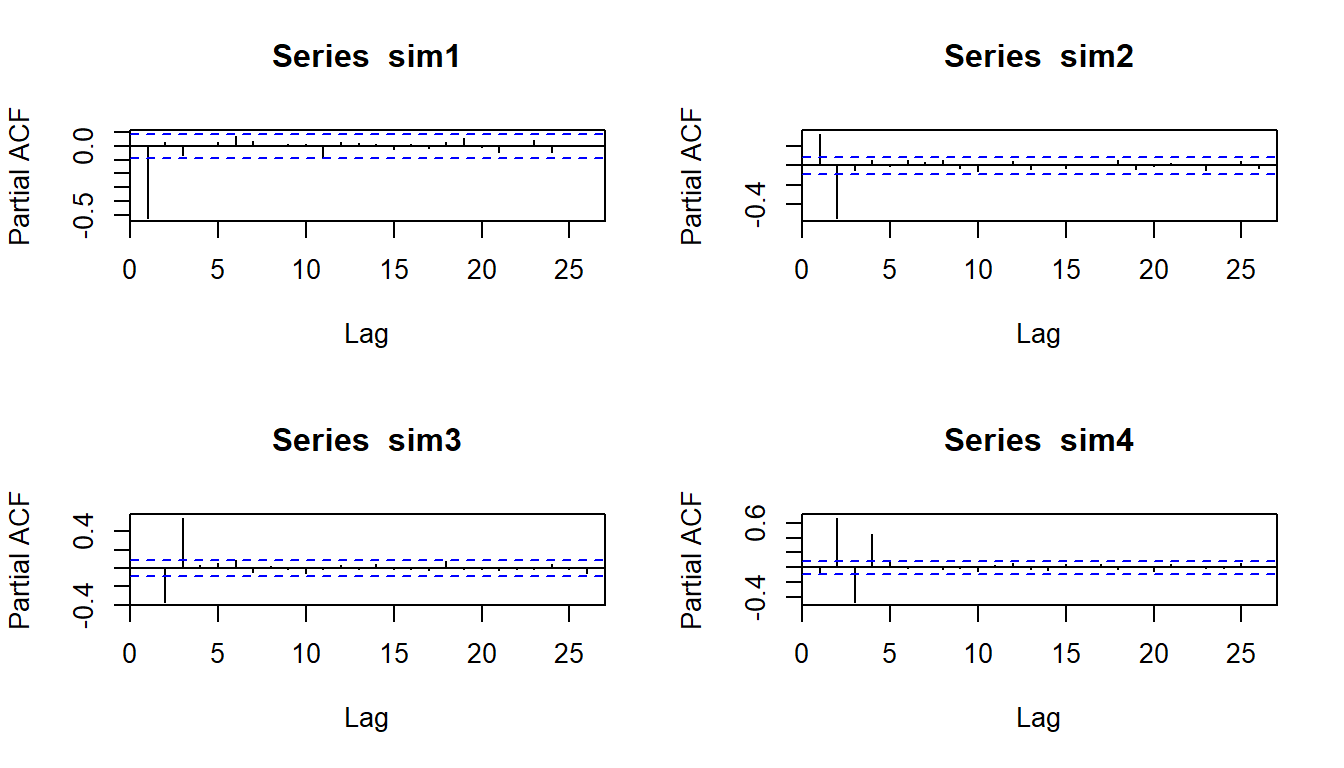 Series sim1
Partial ACF
0.0
-0.5
0 5 10 15 20 25
Lag
Series sim2
Partial ACF
-0.4
0 5 10 15 20 25
Lag
Series sim3
Partial ACF
0.4
-0.4
0 5 10 15 20 25
Lag
Series sim4
Partial ACF
0.6
-0.4
0 5 10 15 20 25
Lag